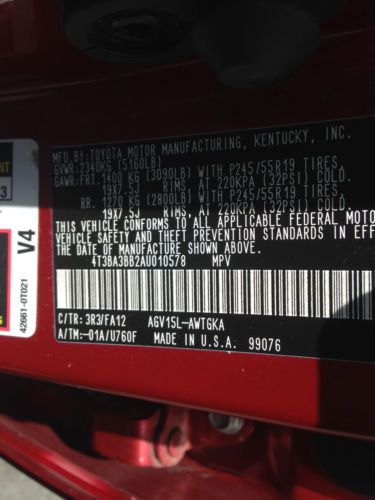 MFD.BY:TOYOTA MOTOR MANUFACTURING, KENTUCKY, INC.
GVWR:2340KG (5160LB)
GAWR:FRT. 1400 KG (3090LB) WITH P245/55R19 TIRES,
19X7.5J RIMS, AT 220KPA (32PSI) COLD.
RR. 1270 KG (2800LB) WITH P245/55R19 TIRES,
19X7.5J RIMS, AT 220KPA (32PSI) COLD.
THIS VEHICLE CONFORMS TO ALL APPLICABLE FEDERAL MOTO
VEHICLE SAFETY AND THEFT PREVENTION STANDARDS IN EFF
THE DATE OF MANUFACTURE SHOWN ABOVE.
4T3BA3BB2AU010578 MPV
C/TR: 3R3/FA12 AGV15L-AWTGKA
A/TM:-01A/U760F MADE IN U.S.A. 99076
42661-0T021
V4
3